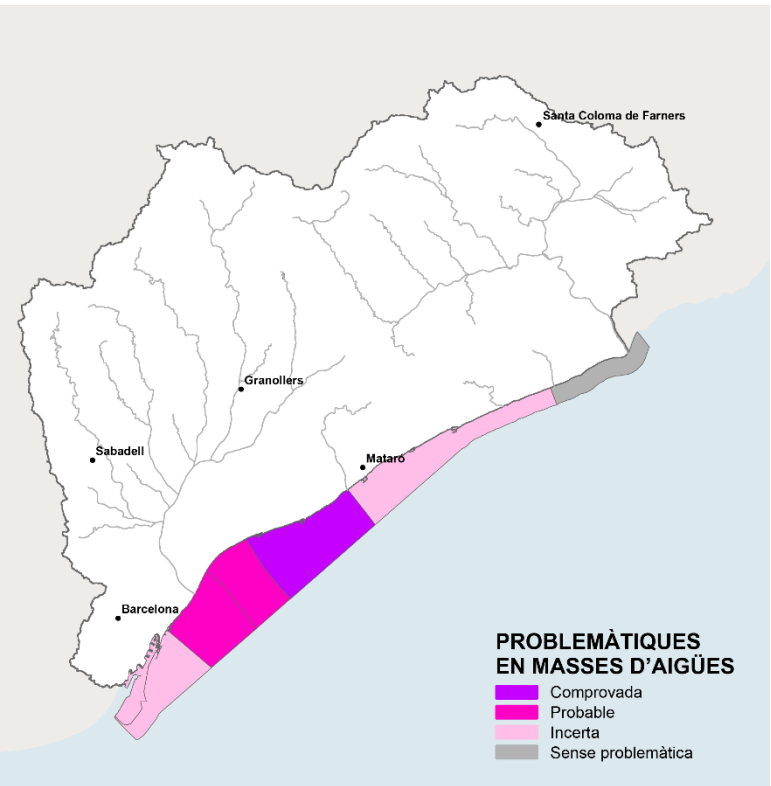 Santa Coloma de Farners
Granollers
Sabadell
Mataró
Barcelona
PROBLEMÀTIQUES
EN MASSES D'AIGÜES
Comprovada
Probable
Incerta
Sense problemàtica